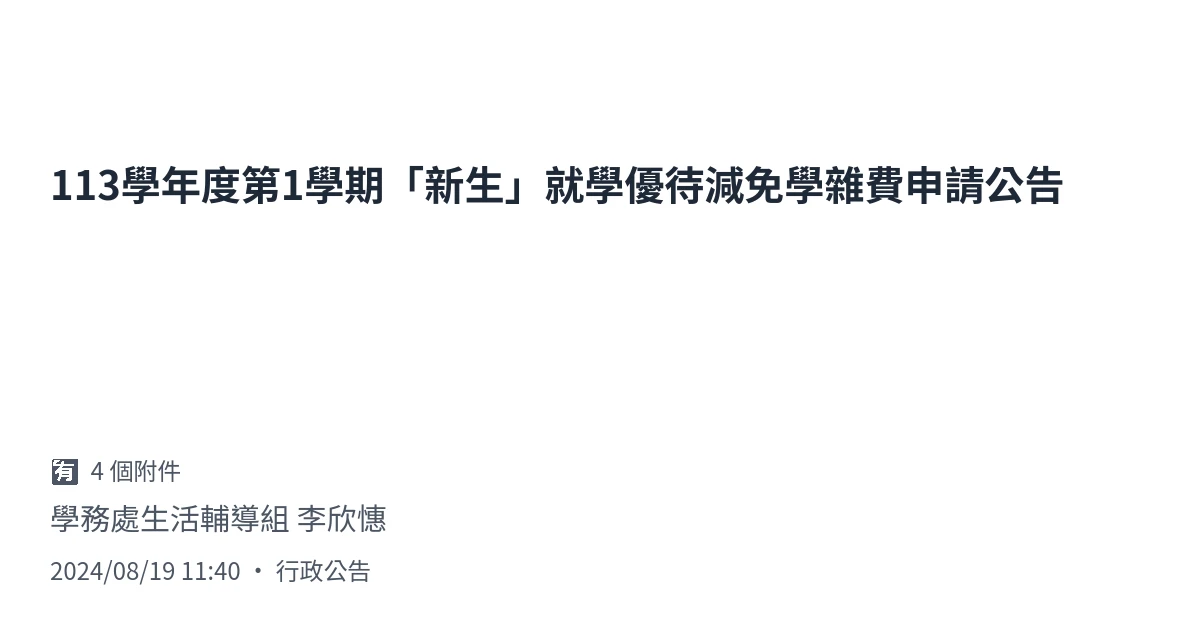 113學年度第1學期「新生」就學優待減免學雜費申請公告
🈶 4 個附件
學務處生活輔導組 李欣憓
2024/08/19 11:40 • 行政公告